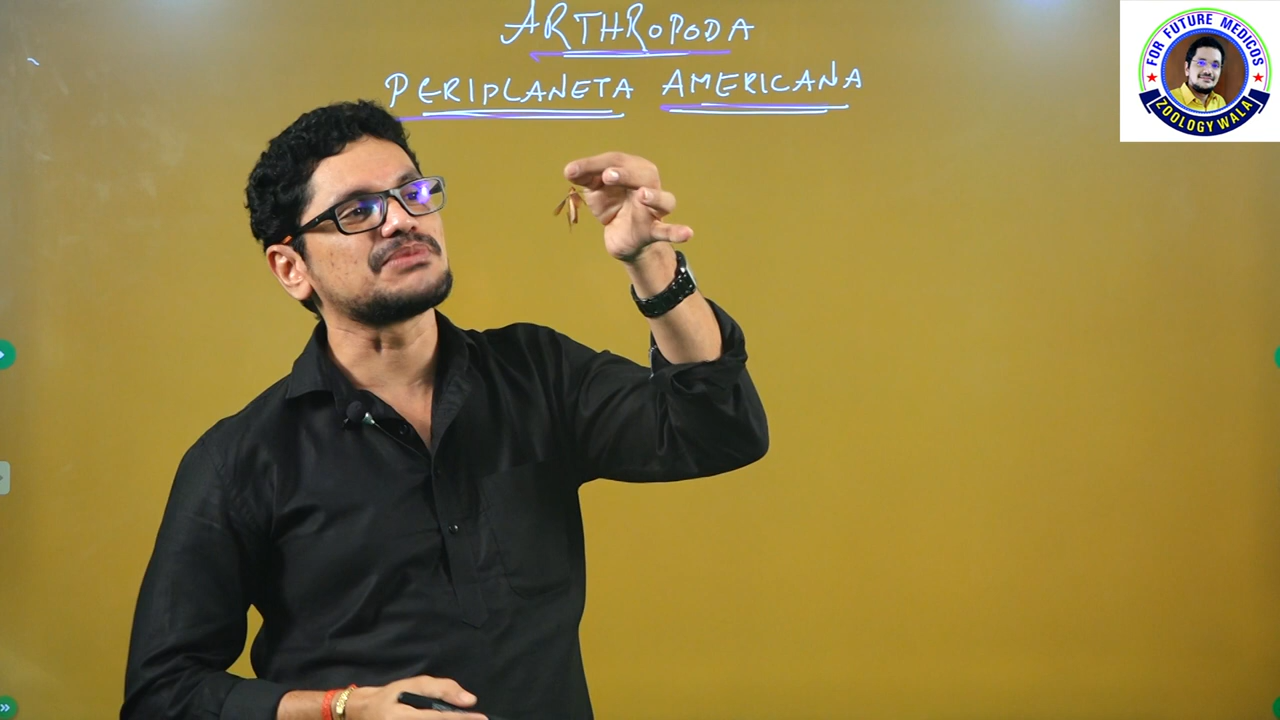 ARTHROPODA
PERIPLANETA AMERICANA
FOR FUTURE MEDICOS
ZOOLOGY WALA